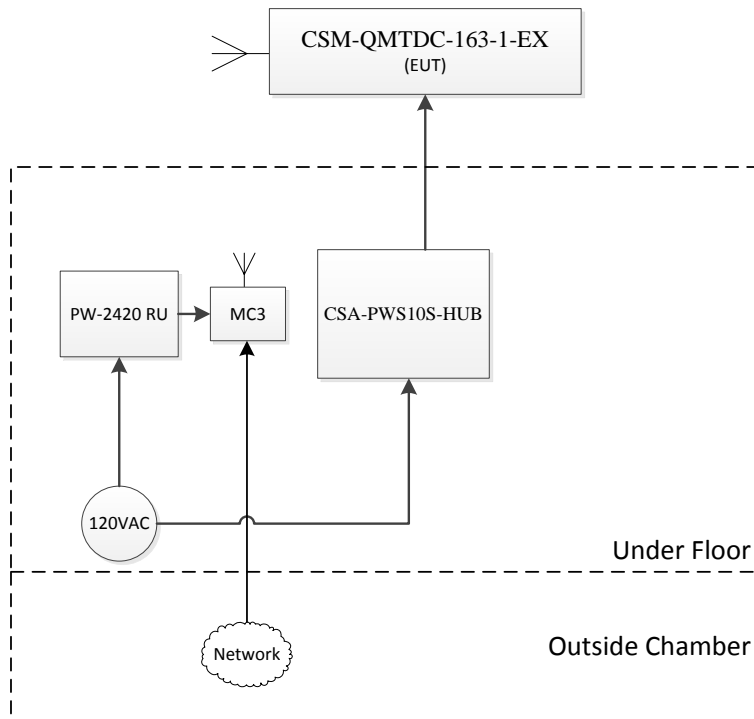 CSM-QMTDC-163-1-EX
(EUT)
PW-2420 RU
MC3
CSA-PWS10S-HUB
120VAC
Under Floor
Network
Outside Chamber